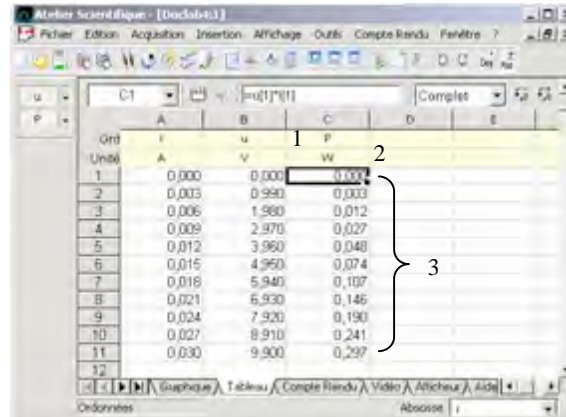 Atelier Scientifique - [Doclab4:1]
Fichier Edition Acquisition Insertion Affichage Outils Compte Rendu Fenêtre ?
C1 =u[1]*I[1] Complet
u
P
A B C D E
Grd I u 1 P
Unité A V W 2
1 0,000 0,000 0,000
2 0,003 0,990 0,003
3 0,006 1,980 0,012
4 0,009 2,970 0,027
5 0,012 3,960 0,048
6 0,015 4,950 0,074
7 0,018 5,940 0,107
8 0,021 6,930 0,146
9 0,024 7,920 0,190
10 0,027 8,910 0,241
11 0,030 9,900 0,297
12
3
Graphique Tableau Compte Rendu Vidéo Afficheur Aide
Ordonnées Abscisse